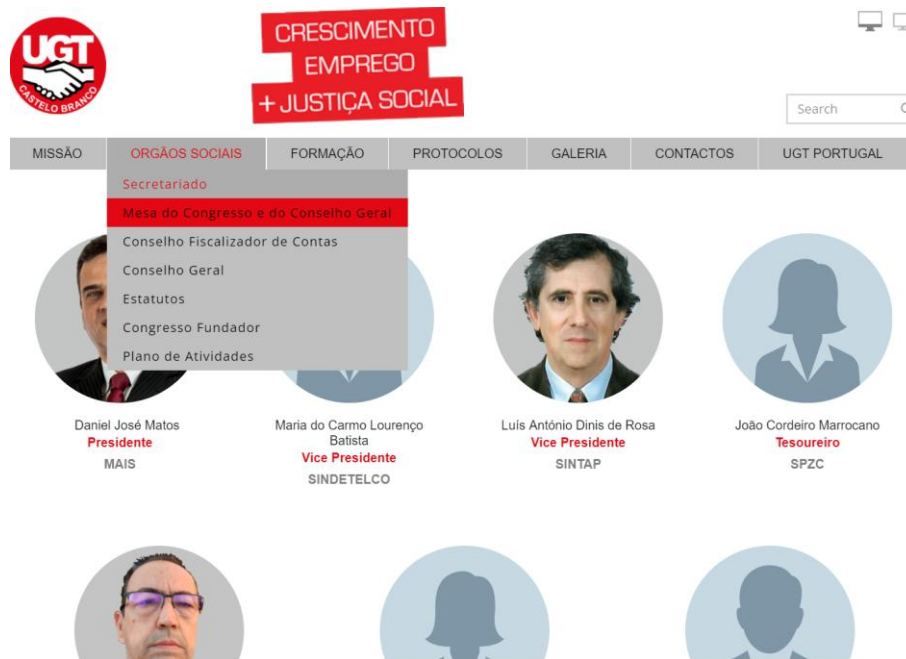 UGT
CASTELO BRANCO
CRESCIMENTO
EMPREGO
+ JUSTIÇA SOCIAL
Search
MISSÃO ORGÃOS SOCIAIS FORMAÇÃO PROTOCOLOS GALERIA CONTACTOS UGT PORTUGAL
Secretariado
Mesa do Congresso e do Conselho Geral
Conselho Fiscalizador de Contas
Conselho Geral
Estatutos
Congresso Fundador
Plano de Atividades
Daniel José Matos
Presidente
MAIS
Maria do Carmo Lourenço
Batista
Vice Presidente
SINDETELCO
Luís António Dinis de Rosa
Vice Presidente
SINTAP
João Cordeiro Marrocano
Tesoureiro
SPZC